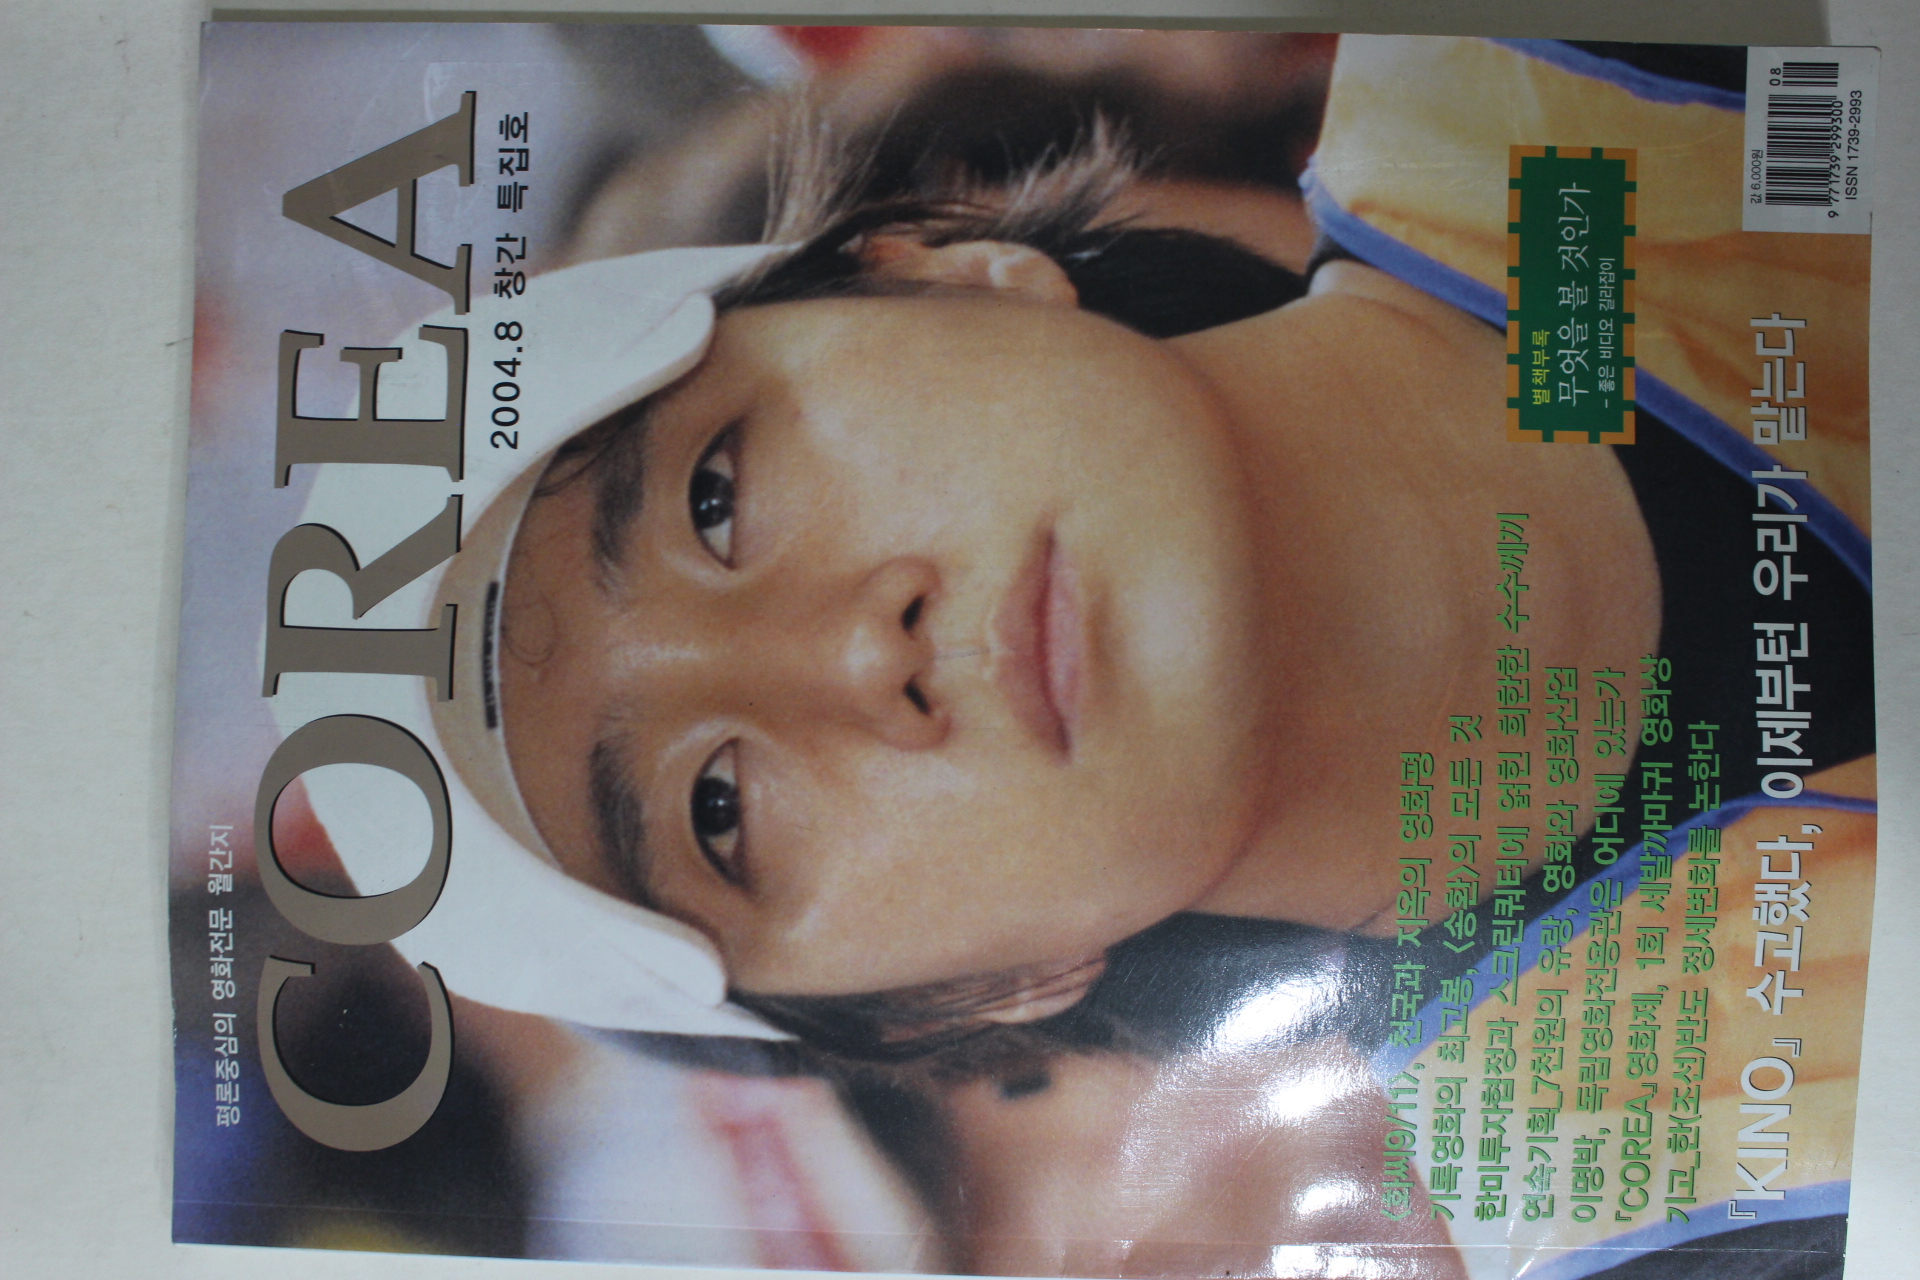 평론중심의 영화전문 월간지
COREA
2004.8 창간 특집호
별책부록
무엇을 볼 것인가
- 좋은 비디오 길라잡이
〈화씨9/11〉, 천국과 지옥의 영화평
기록영화의 최고봉, 〈송환〉의 모든 것
한미투자협정과 스크린쿼터에 얽힌 희한한 수수께끼
연속기획_7천원의 유랑, 영화와 영화산업
이명박, 독립영화전용관은 어디에 있는가
『COREA』영화제, 1회 세발까마귀 영화상
기고_한(조선)반도 정세변화를 논한다
『KINO』 수고했다, 이제부턴 우리가 맡는다
값 6,000원
08
9 771739 299300
ISSN 1739-2993